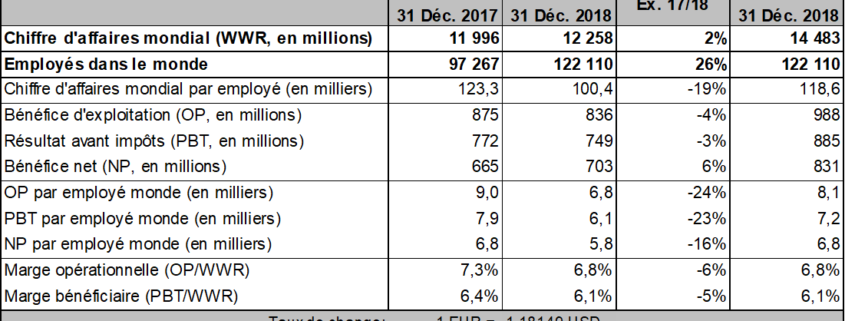 Ex. 17/18
31 Déc. 2017 31 Déc. 2018 31 Déc. 2018
Chiffre d'affaires mondial (WWR, en millions) 11 996 12 258 2% 14 483
Employés dans le monde 97 267 122 110 26% 122 110
Chiffre d'affaires mondial par employé (en milliers) 123,3 100,4 -19% 118,6
Bénéfice d'exploitation (OP, en millions) 875 836 -4% 988
Résultat avant impôts (PBT, en millions) 772 749 -3% 885
Bénéfice net (NP, en millions) 665 703 6% 831
OP par employé monde (en milliers) 9,0 6,8 -24% 8,1
PBT par employé monde (en milliers) 7,9 6,1 -23% 7,2
NP par employé monde (en milliers) 6,8 5,8 -16% 6,8
Marge opérationnelle (OP/WWR) 7,3% 6,8% -6% 6,8%
Marge bénéficiaire (PBT/WWR) 6,4% 6,1% -5% 6,1%
Taux de change: 1 EUR = 1,18149 USD